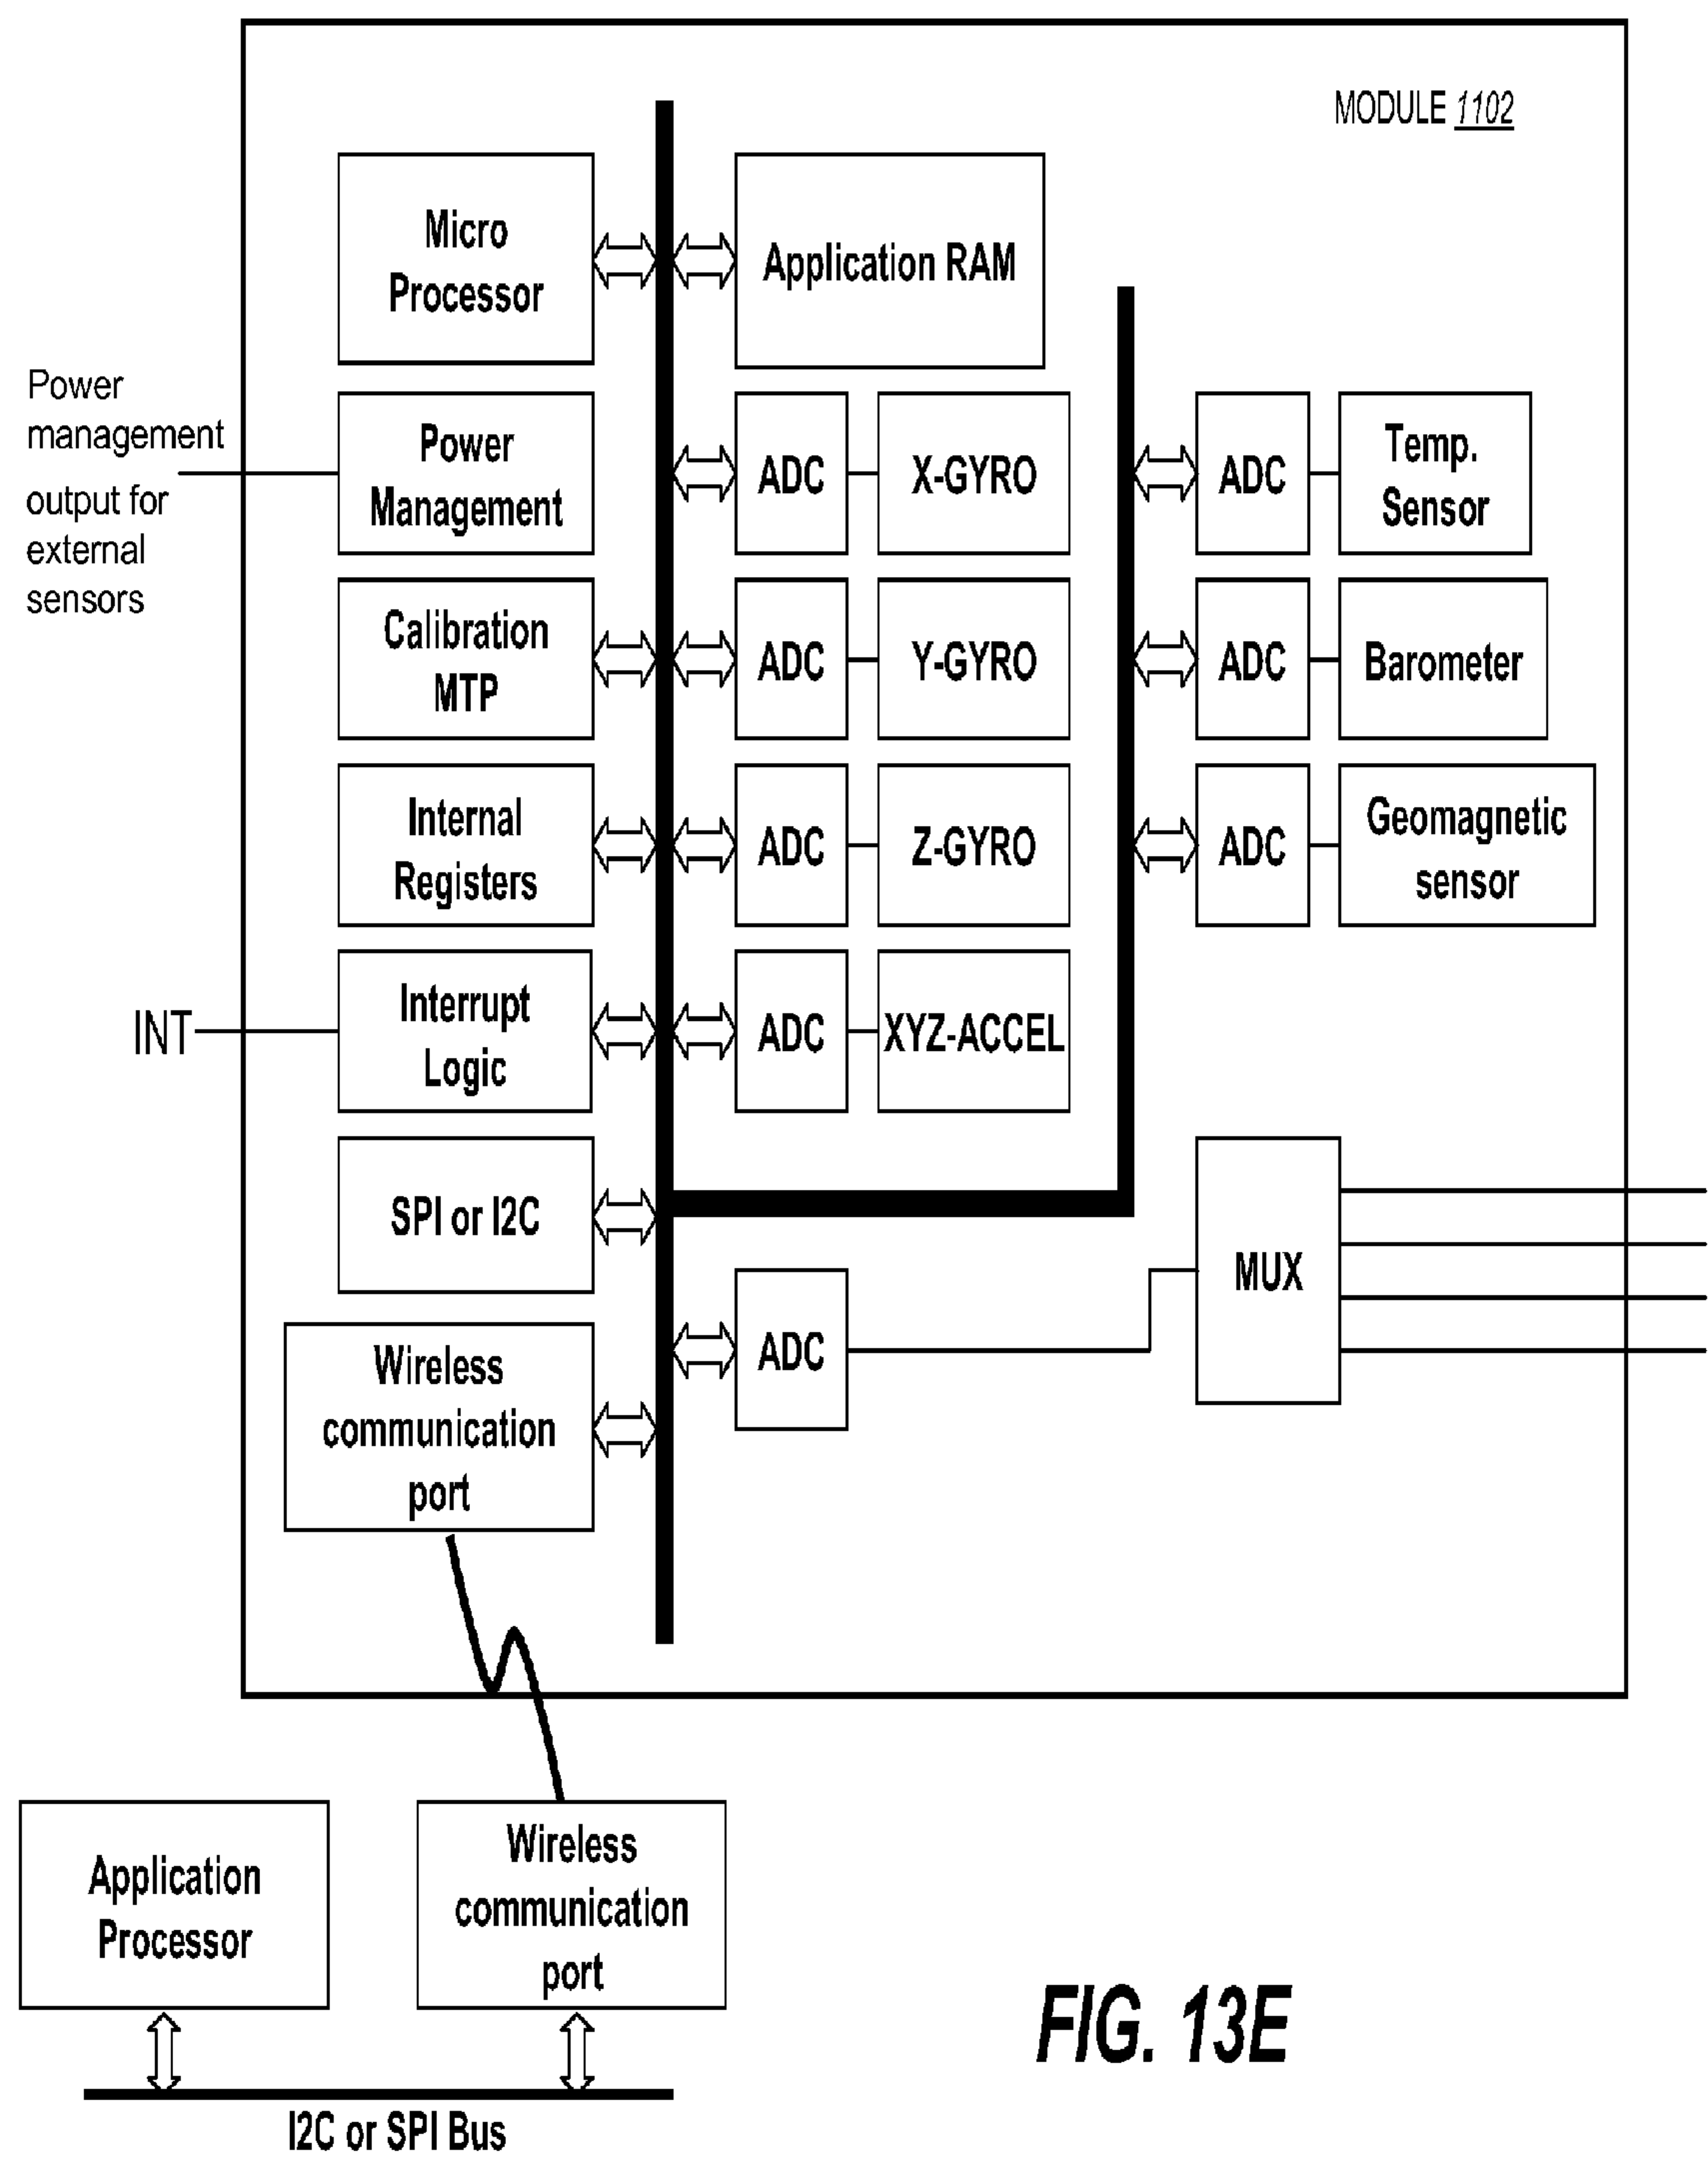 MODULE 1102
Micro
Processor
Application RAM
Power
management
output for
external
sensors
Power
Management
ADC
X-GYRO
ADC
Temp.
Sensor
Calibration
MTP
ADC
Y-GYRO
ADC
Barometer
Internal
Registers
ADC
Z-GYRO
ADC
Geomagnetic
sensor
INT
Interrupt
Logic
ADC
XYZ-ACCEL
SPI or I2C
MUX
ADC
Wireless
communication
port
Application
Processor
Wireless
communication
port
I2C or SPI Bus
FIG. 13E